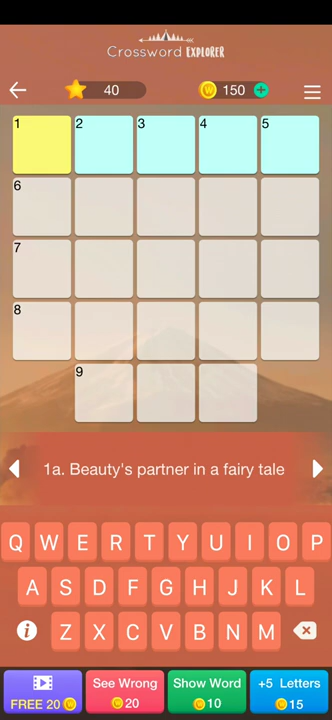 Crossword EXPLORER
40
150
1 2 3 4 5
6
7
8
9
1a. Beauty's partner in a fairy tale
Q W E R T Y U I O P
A S D F G H J K L
i Z X C V B N M
See Wrong Show Word +5 Letters
FREE 20 20 10 15